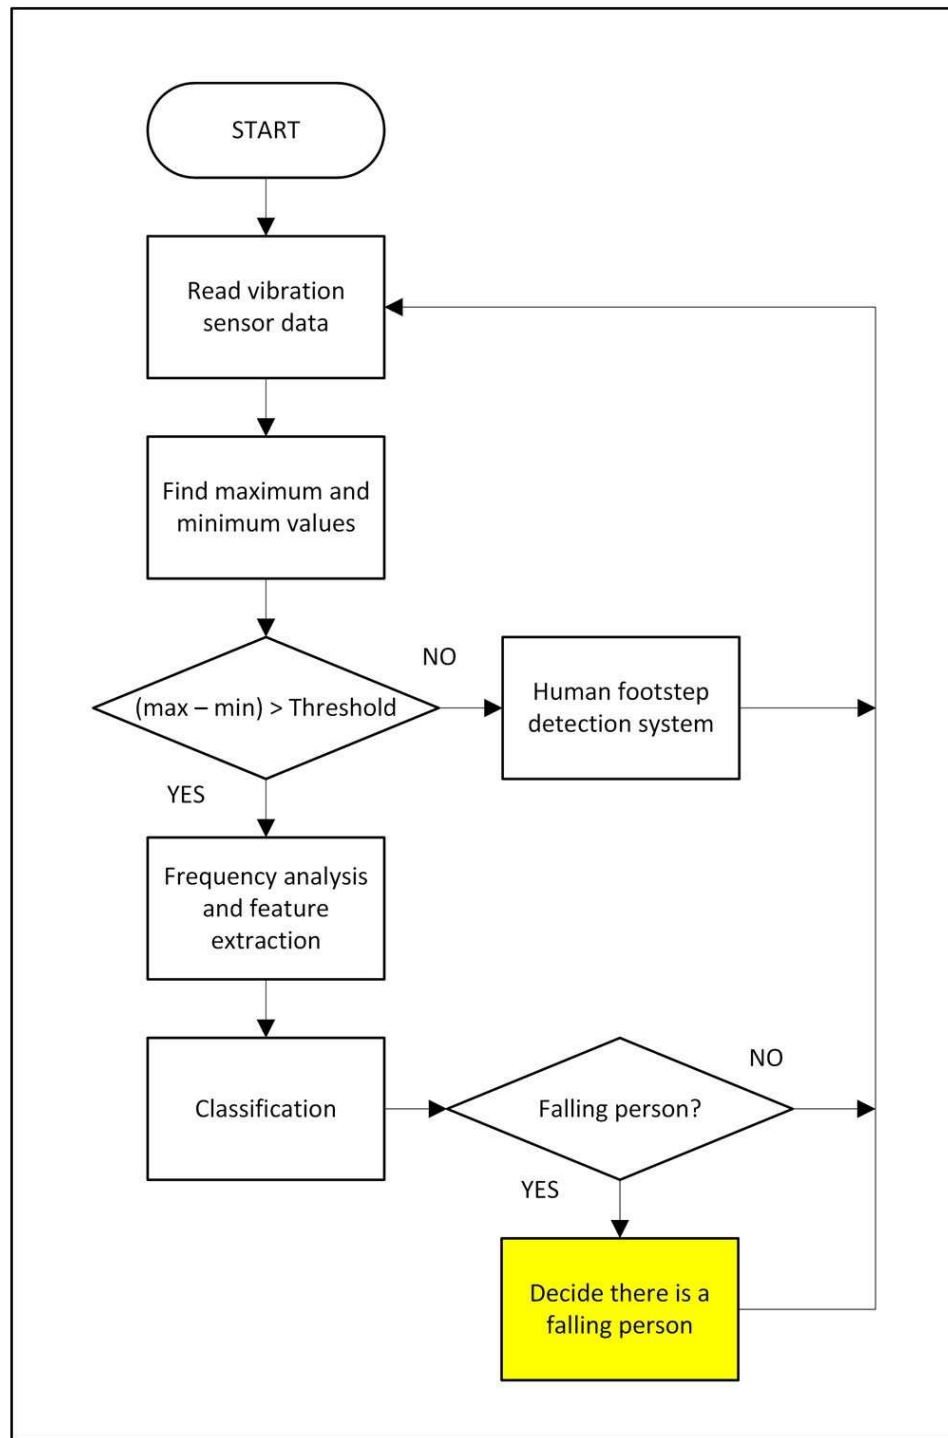 START
Read vibration
sensor data
Find maximum and
minimum values
(max – min) > Threshold
NO
Human footstep
detection system
YES
Frequency analysis
and feature
extraction
Classification
Falling person?
NO
YES
Decide there is a
falling person